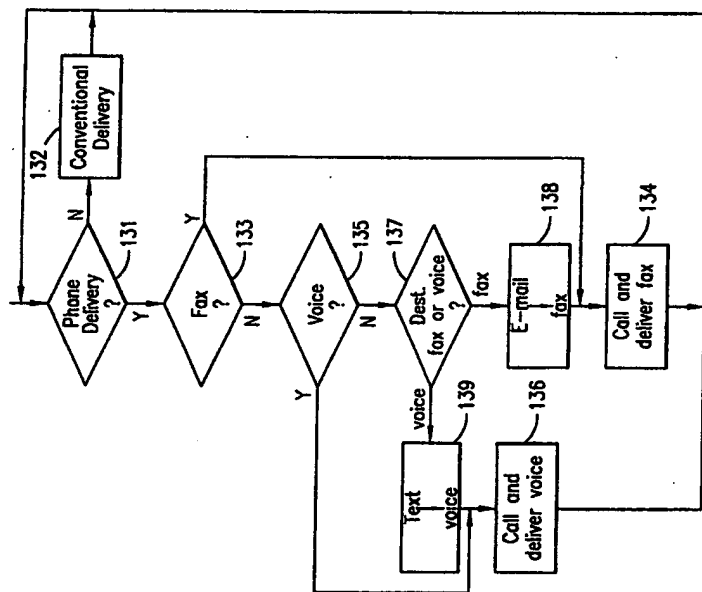 Phone
Delivery
?
131
N
Y
132
Conventional
Delivery
Fax
?
133
Y
N
Voice
?
135
Y
N
Dest.
fax or voice
?
137
voice
fax
Text
voice
139
E-mail
fax
138
Call and
deliver voice
136
Call and
deliver fax
134